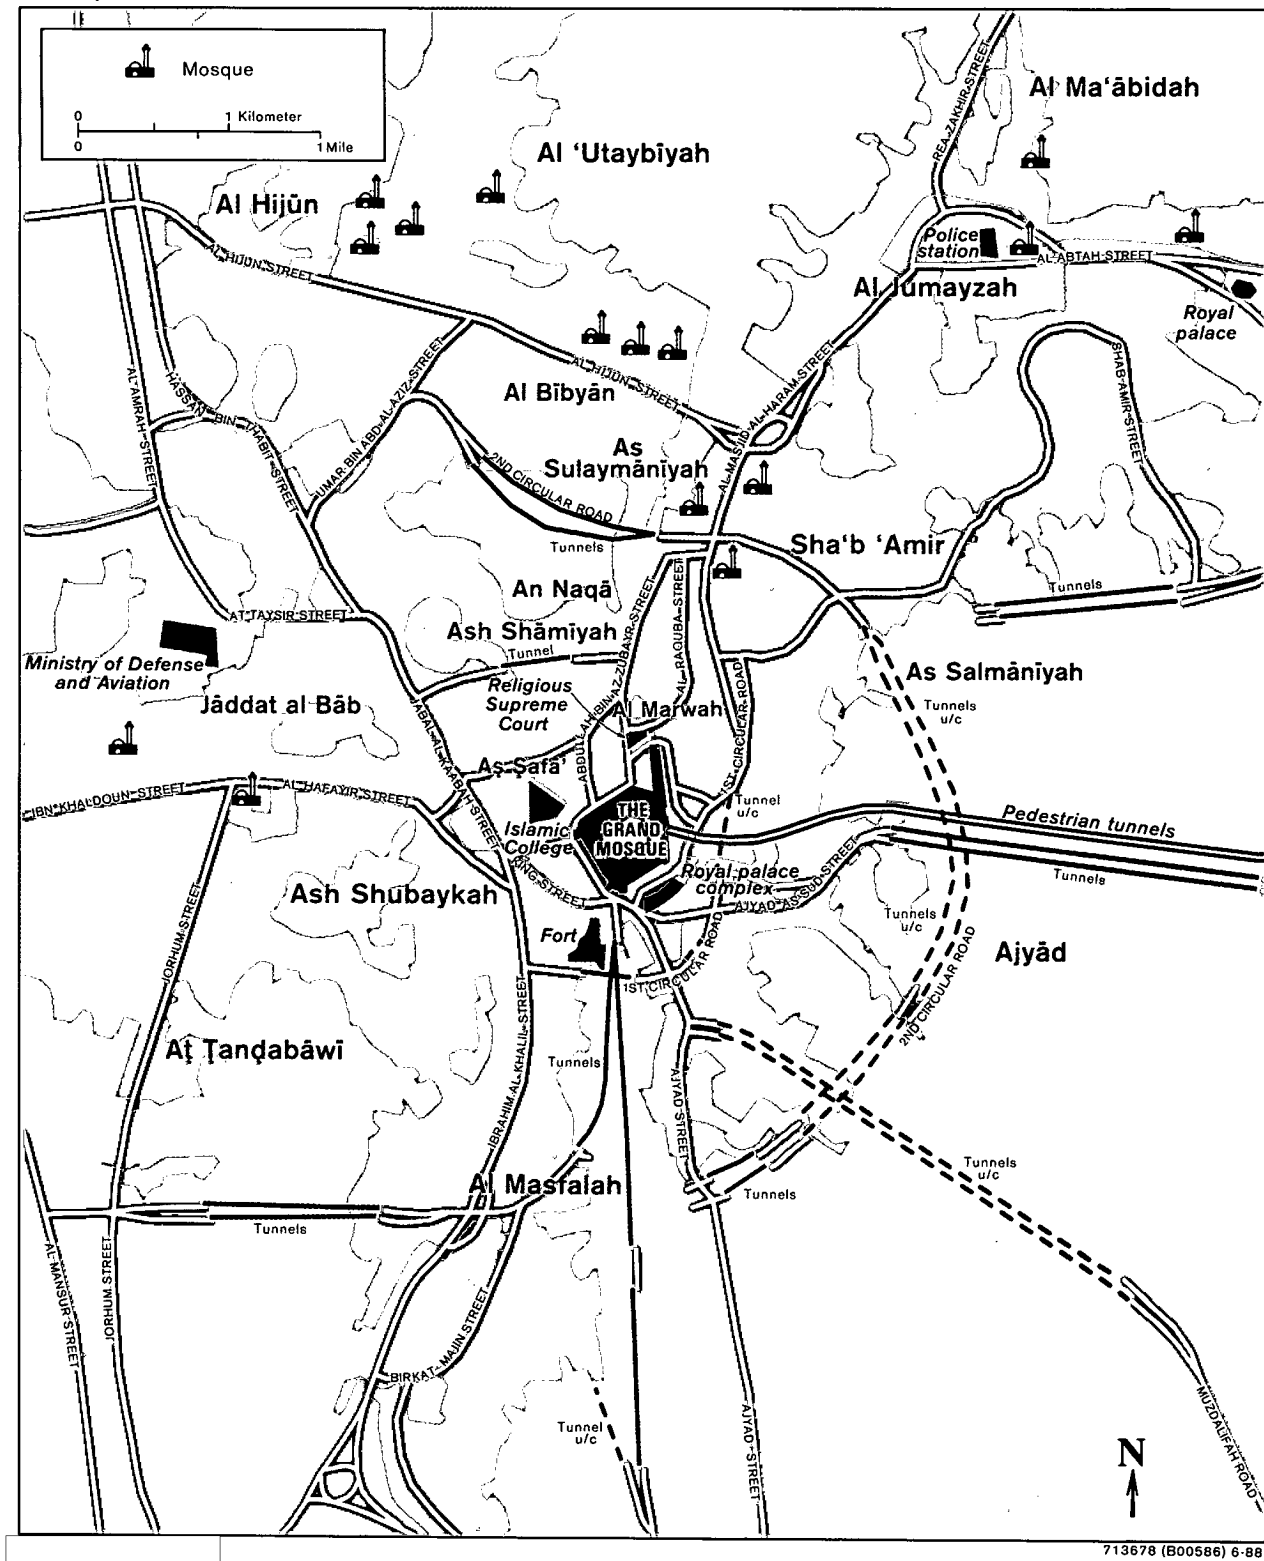 Mosque
0
1 Kilometer
0
1 Mile
Al Ma‘ābidah
REA ZAKHIR STREET
Al ‘Utaybīyah
Al Hijūn
Police
station
AL ABTAH STREET
AL HIJUN STREET
Al Jumayzah
Royal
palace
AL AMRAH STREET
HASSAN BIN THABIT STREET
UMAR BIN ABD AL AZIZ STREET
AL HIJUN STREET
AL MASJID AL HARAM STREET
SHAB AMIR STREET
Al Bībyān
As
Sulaymānīyah
2ND CIRCULAR ROAD
Tunnels
Sha‘b ‘Amir
Tunnels
An Naqā
AT TAYSIR STREET
Ash Shāmīyah
Tunnel
ABDULLAH BIN AZ ZUBAYR STREET
AL RAQUBA STREET
Ministry of Defense
and Aviation
As Salmānīyah
Tunnels
u/c
Religious
Supreme
Court
Al Marwah
Jāddat al Bāb
JABAL AL KAABAH STREET
1ST CIRCULAR ROAD
Aş Şafā’
IBN KHALDOUN STREET
AL HAFAYIR STREET
Tunnel
u/c
THE
GRAND
MOSQUE
Pedestrian tunnels
Islamic
College
KING STREET
Royal palace
complex
AJYAD AS SUD STREET
Tunnels
Ash Shubaykah
Tunnels
u/c
Fort
Ajyād
JORHUM STREET
1ST CIRCULAR ROAD
2ND CIRCULAR ROAD
Aţ Ţanḑabāwī
IBRAHIM AL KHALIL STREET
Tunnels
AJYAD STREET
Tunnels
u/c
Al Masfalah
Tunnels
Tunnels
AL MANSUR STREET
JORHUM STREET
BIRKAT MAJIN STREET
Tunnel
u/c
AJYAD STREET
MUZDALIFAH ROAD
N
713678 (B00586) 6-88